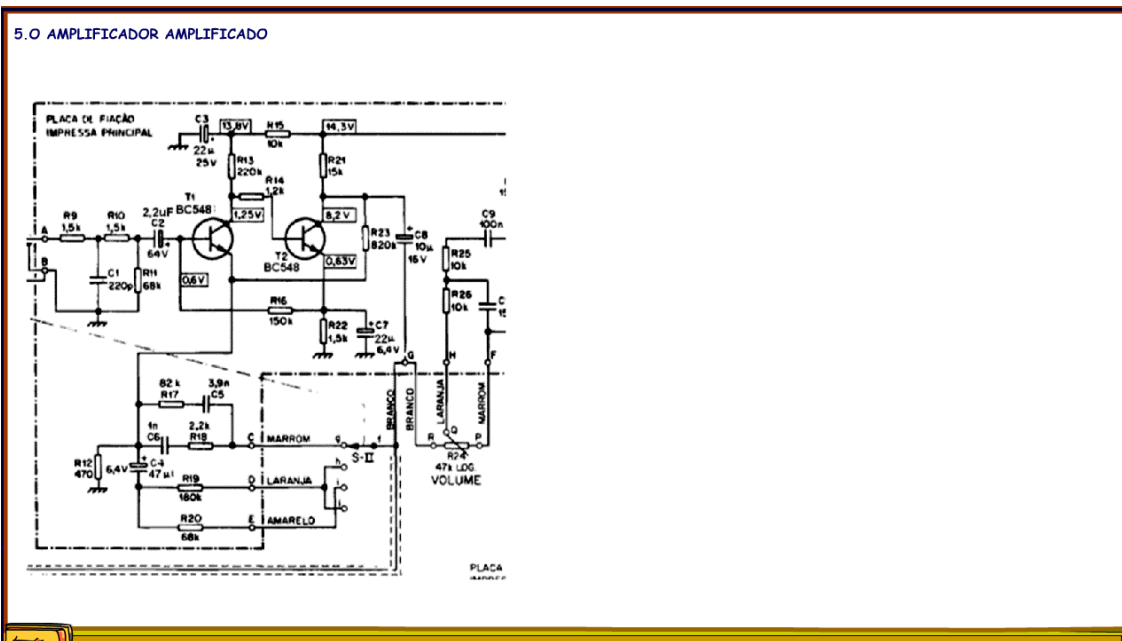 5.O AMPLIFICADOR AMPLIFICADO
PLACA DE FIAÇÃO
IMPRESSA PRINCIPAL
C3
22µ
25V
13,8V
R15
10k
14,3V
R13
220k
R21
15k
R14
1,2k
T1
BC548
2,2uF
C2
64V
1,25V
8,2V
R9
1,5k
R10
1,5k
A
B
C1
220p
R11
68k
0,6V
T2
BC548
0,63V
R23
820k
C8
10µ
16V
C9
100n
R25
10k
R26
10k
R16
150k
R22
1,5k
C7
22µ
6,4V
G
H
F
BRANCO
BRANCO
LARANJA
MARROM
82 k
R17
3,9n
C5
1n
C6
2,2k
R18
C
MARROM
g
f
S-II
R
Q
P
R24
47k LOG.
VOLUME
R12
470
6,4V
C4
47µ
R19
180k
D
LARANJA
h
i
j
R20
68k
E
AMARELO
PLACA